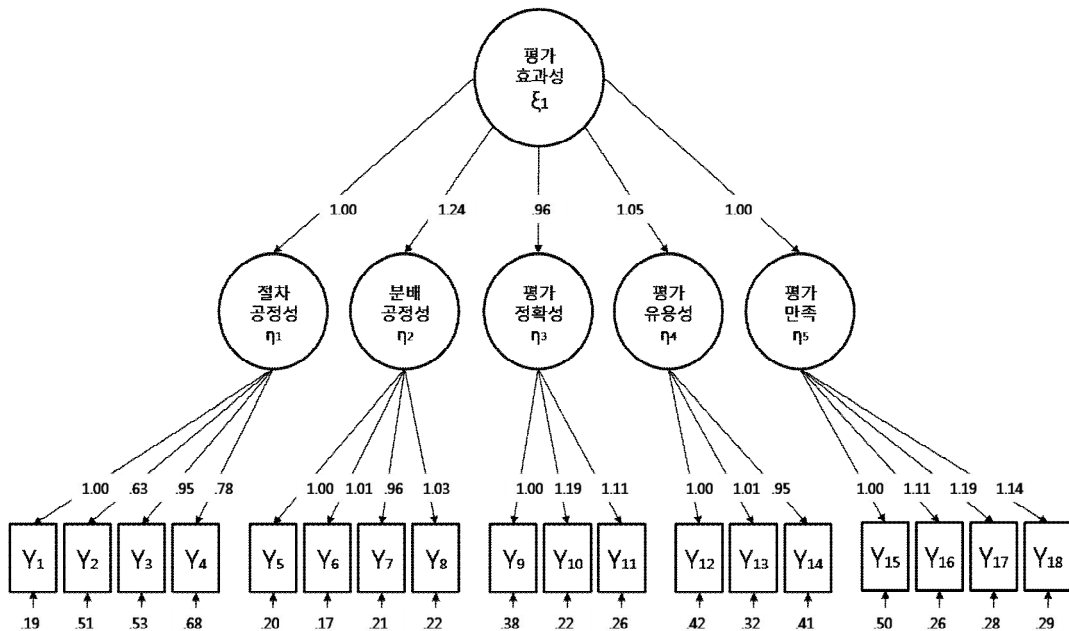 평가
효과성
ξ1
1.00 1.24 .96 1.05 1.00
절차
공정성
η1
분배
공정성
η2
평가
정확성
η3
평가
유용성
η4
평가
만족
η5
1.00 .63 .95 .78 1.00 1.01 .96 1.03 1.00 1.19 1.11 1.00 1.01 .95 1.00 1.11 1.19 1.14
Y1 Y2 Y3 Y4 Y5 Y6 Y7 Y8 Y9 Y10 Y11 Y12 Y13 Y14 Y15 Y16 Y17 Y18
.19 .51 .53 .68 .20 .17 .21 .22 .38 .22 .26 .42 .32 .41 .50 .26 .28 .29